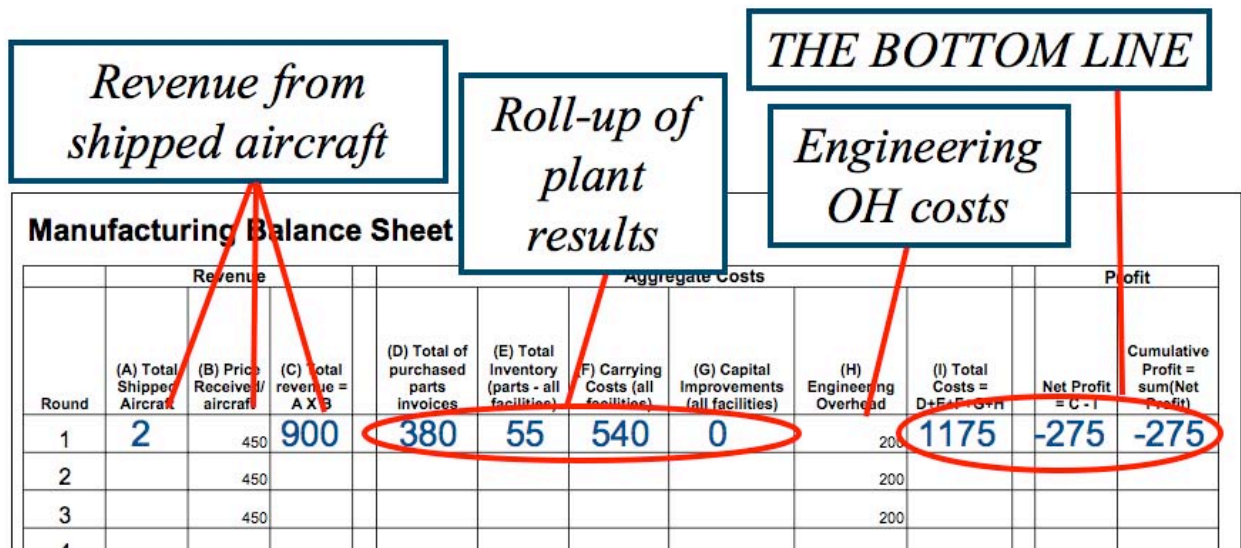 THE BOTTOM LINE
Revenue from
shipped aircraft
Roll-up of
plant
results
Engineering
OH costs
Manufacturing Balance Sheet
Revenue Aggregate Costs Profit
Round
(A) Total
Shipped
Aircraft
(B) Price
Received/
aircraft
(C) Total
revenue =
A X B
(D) Total of
purchased
parts
invoices
(E) Total
Inventory
(parts - all
facilities)
(F) Carrying
Costs (all
facilities)
(G) Capital
Improvements
(all facilities)
(H)
Engineering
Overhead
(I) Total
Costs =
D+E+F+G+H
Net Profit
= C - I
Cumulative
Profit =
sum(Net
Profit)
1 2 450 900 380 55 540 0 200 1175 -275 -275
2 450 200
3 450 200